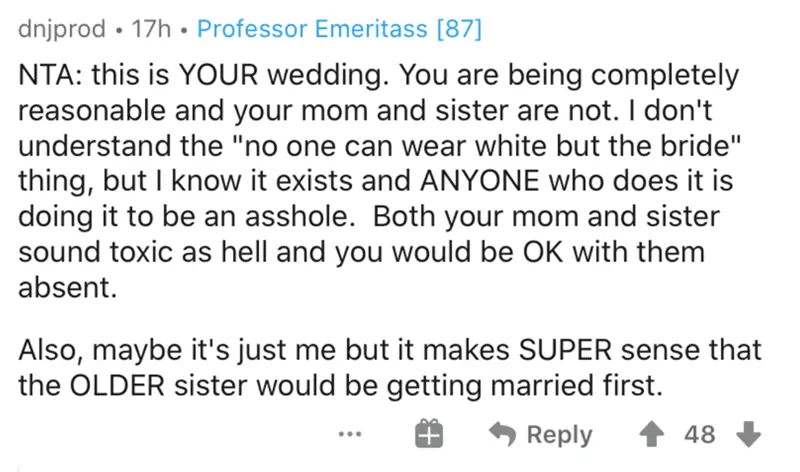 dnjprod • 17h • Professor Emeritass [87]
NTA: this is YOUR wedding. You are being completely
reasonable and your mom and sister are not. I don't
understand the "no one can wear white but the bride"
thing, but I know it exists and ANYONE who does it is
doing it to be an asshole.  Both your mom and sister
sound toxic as hell and you would be OK with them
absent.
Also, maybe it's just me but it makes SUPER sense that
the OLDER sister would be getting married first.
... Reply 48